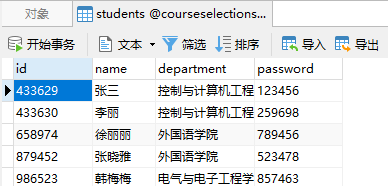 对象 students @courseselections...
开始事务 文本 筛选 排序 导入 导出
id name department password
433629 张三 控制与计算机工程 123456
433630 李丽 控制与计算机工程 259698
658974 徐丽丽 外国语学院 789456
879452 张晓雅 外国语学院 523478
986523 韩梅梅 电气与电子工程学 857463